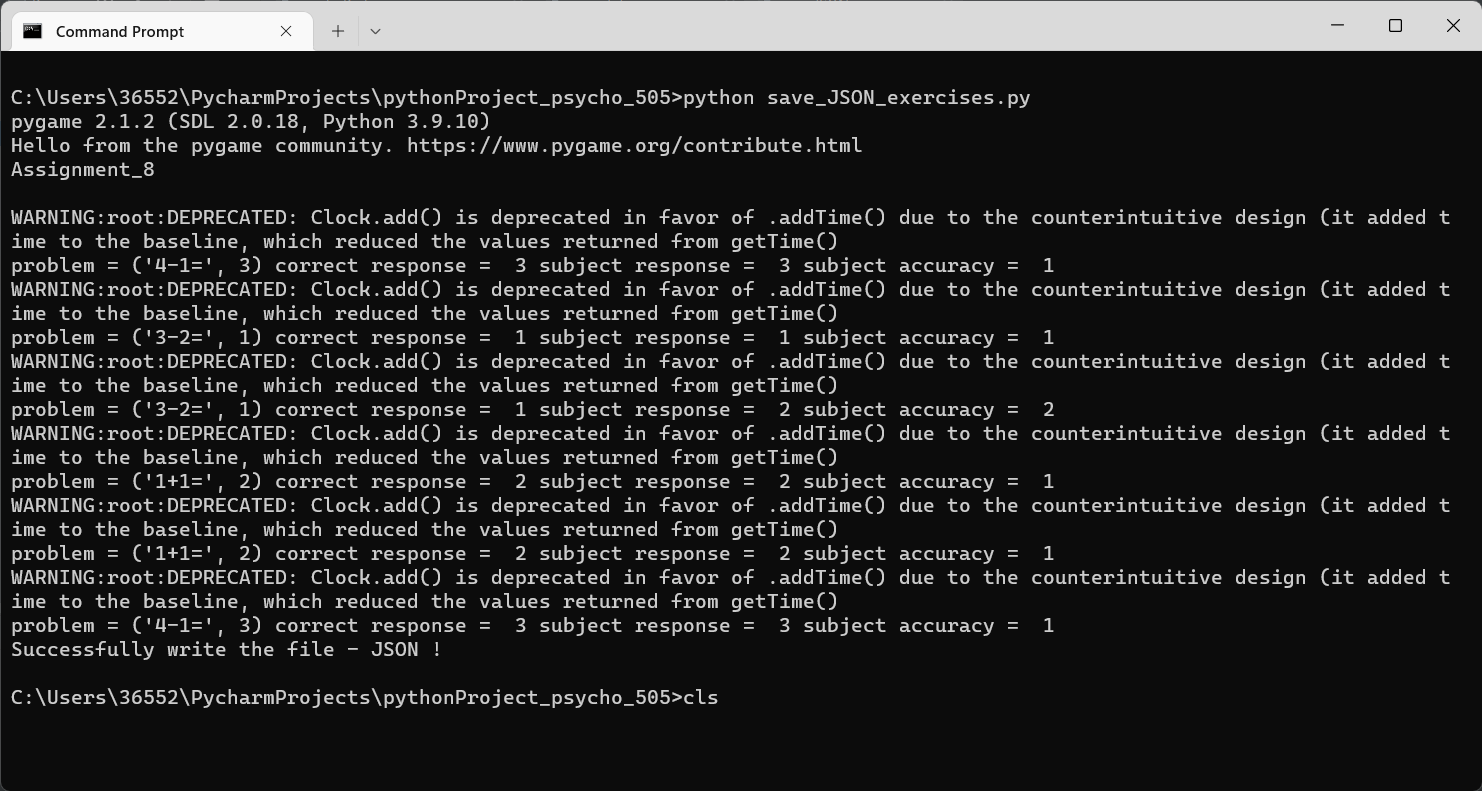 Command Prompt
C:\Users\36552\PycharmProjects\pythonProject_psycho_505>python save_JSON_exercises.py
pygame 2.1.2 (SDL 2.0.18, Python 3.9.10)
Hello from the pygame community. https://www.pygame.org/contribute.html
Assignment_8
WARNING:root:DEPRECATED: Clock.add() is deprecated in favor of .addTime() due to the counterintuitive design (it added t
ime to the baseline, which reduced the values returned from getTime()
problem = ('4-1=', 3) correct response =  3 subject response =  3 subject accuracy =  1
WARNING:root:DEPRECATED: Clock.add() is deprecated in favor of .addTime() due to the counterintuitive design (it added t
ime to the baseline, which reduced the values returned from getTime()
problem = ('3-2=', 1) correct response =  1 subject response =  1 subject accuracy =  1
WARNING:root:DEPRECATED: Clock.add() is deprecated in favor of .addTime() due to the counterintuitive design (it added t
ime to the baseline, which reduced the values returned from getTime()
problem = ('3-2=', 1) correct response =  1 subject response =  2 subject accuracy =  2
WARNING:root:DEPRECATED: Clock.add() is deprecated in favor of .addTime() due to the counterintuitive design (it added t
ime to the baseline, which reduced the values returned from getTime()
problem = ('1+1=', 2) correct response =  2 subject response =  2 subject accuracy =  1
WARNING:root:DEPRECATED: Clock.add() is deprecated in favor of .addTime() due to the counterintuitive design (it added t
ime to the baseline, which reduced the values returned from getTime()
problem = ('1+1=', 2) correct response =  2 subject response =  2 subject accuracy =  1
WARNING:root:DEPRECATED: Clock.add() is deprecated in favor of .addTime() due to the counterintuitive design (it added t
ime to the baseline, which reduced the values returned from getTime()
problem = ('4-1=', 3) correct response =  3 subject response =  3 subject accuracy =  1
Successfully write the file - JSON !
C:\Users\36552\PycharmProjects\pythonProject_psycho_505>cls